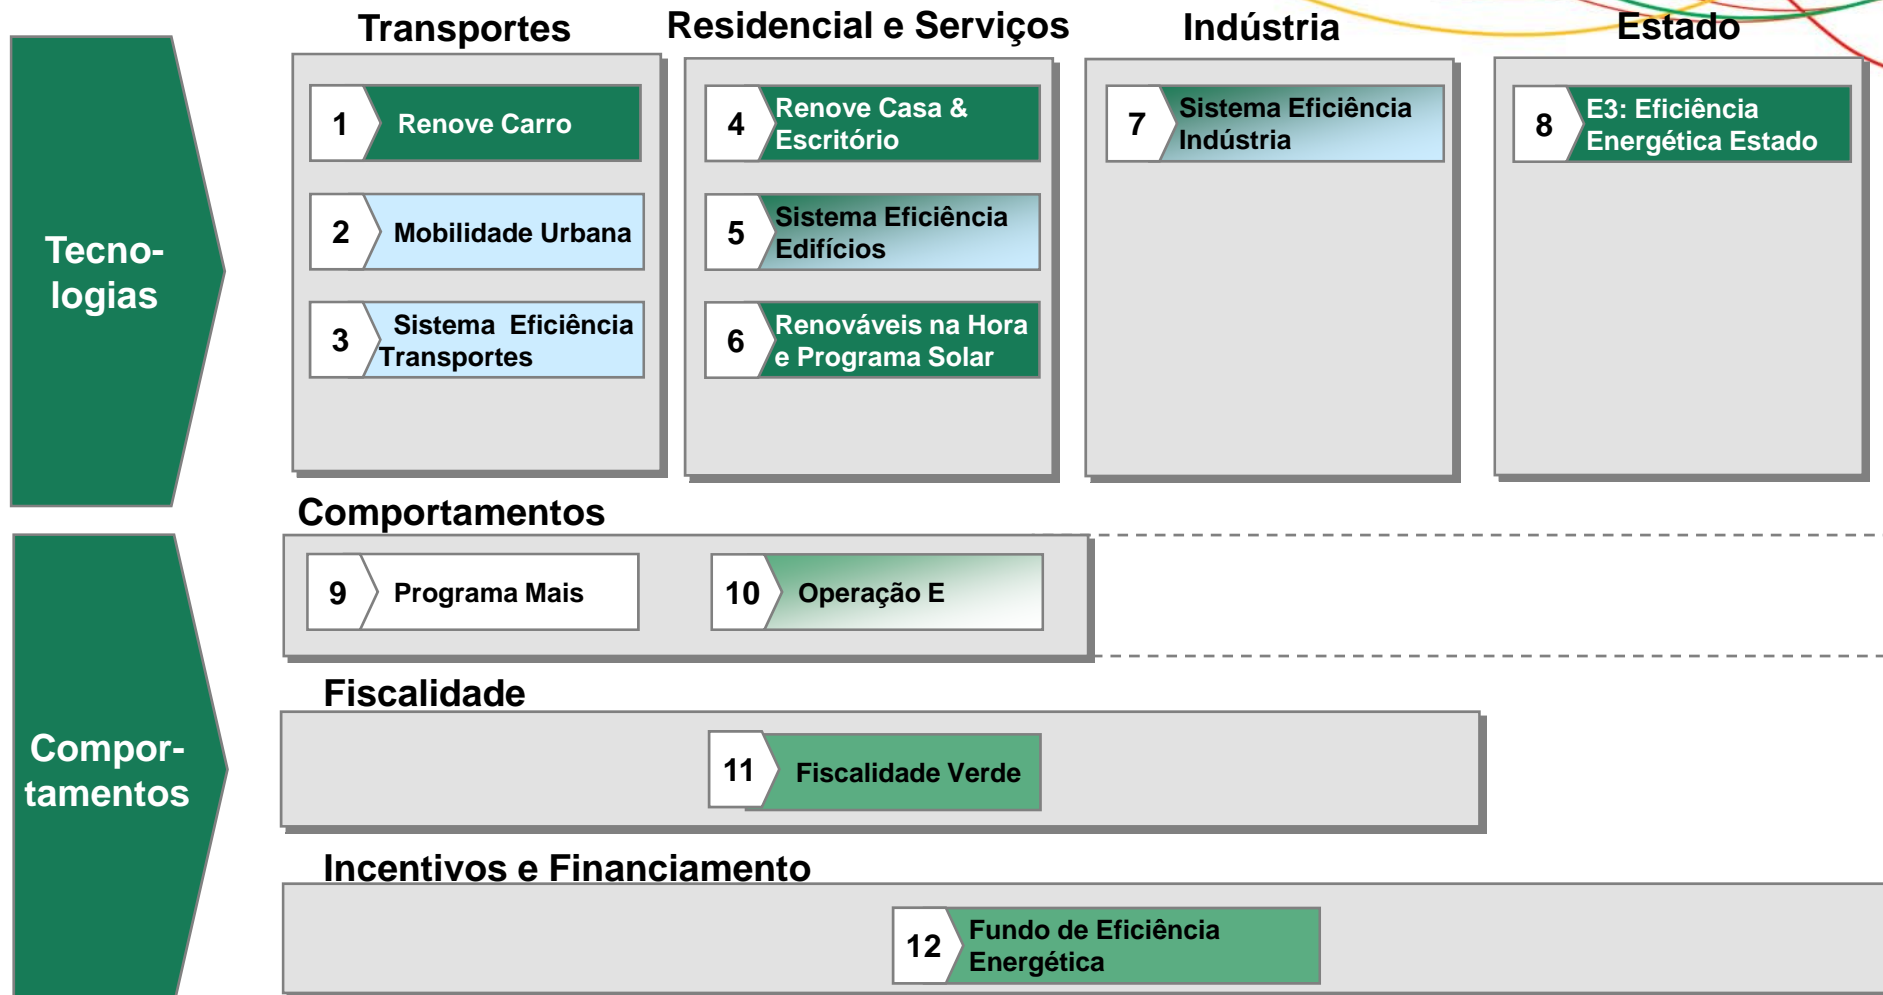 Transportes
Residencial e Serviços
Indústria
Estado
Tecno-
logias
1
Renove Carro
2
Mobilidade Urbana
3
Sistema Eficiência
Transportes
4
Renove Casa &
Escritório
5
Sistema Eficiência
Edifícios
6
Renováveis na Hora
e Programa Solar
7
Sistema Eficiência
Indústria
8
E3: Eficiência
Energética Estado
Compor-
tamentos
Comportamentos
9
Programa Mais
10
Operação E
Fiscalidade
11
Fiscalidade Verde
Incentivos e Financiamento
12
Fundo de Eficiência
Energética